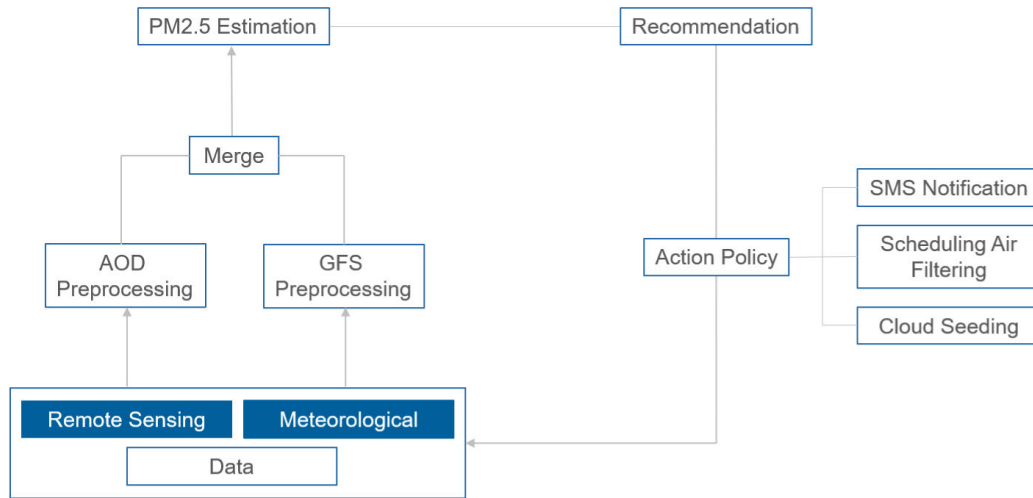 PM2.5 Estimation
Recommendation
Merge
SMS Notification
AOD
Preprocessing
GFS
Preprocessing
Action Policy
Scheduling Air
Filtering
Cloud Seeding
Remote Sensing
Meteorological
Data